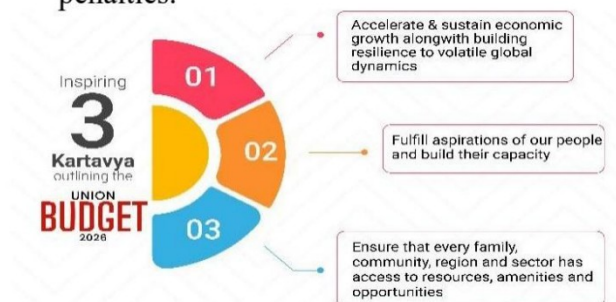 penalties.
Inspiring
3
Kartavya
outlining the
UNION
BUDGET
2026
01
Accelerate & sustain economic
growth alongwith building
resilience to volatile global
dynamics
02
Fulfill aspirations of our people
and build their capacity
03
Ensure that every family,
community, region and sector has
access to resources, amenities and
opportunities